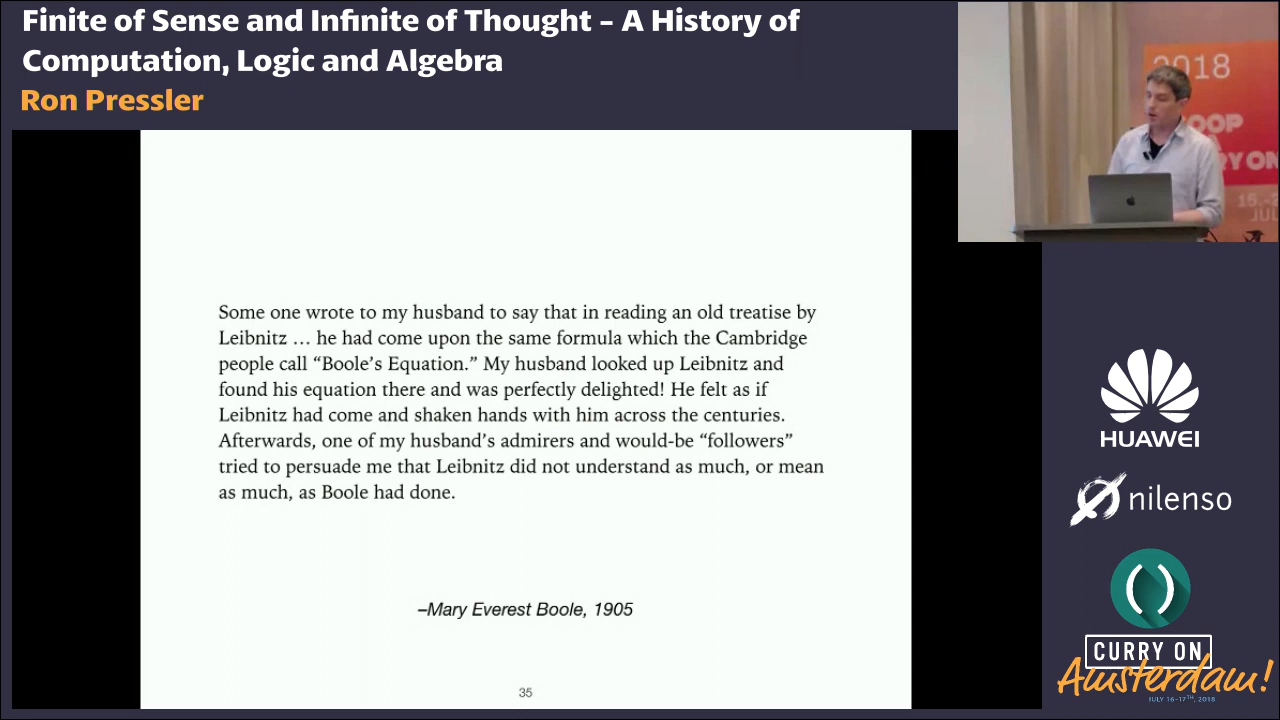 Finite of Sense and Infinite of Thought – A History of
Computation, Logic and Algebra
Ron Pressler
2018
OOP
RY ON
15.-
JUL
Some one wrote to my husband to say that in reading an old treatise by
Leibnitz … he had come upon the same formula which the Cambridge
people call “Boole’s Equation.” My husband looked up Leibnitz and
found his equation there and was perfectly delighted! He felt as if
Leibnitz had come and shaken hands with him across the centuries.
Afterwards, one of my husband’s admirers and would-be “followers”
tried to persuade me that Leibnitz did not understand as much, or mean
as much, as Boole had done.
–Mary Everest Boole, 1905
35
HUAWEI
nilenso
CURRY ON
Amsterdam!
JULY 16-17TH, 2018